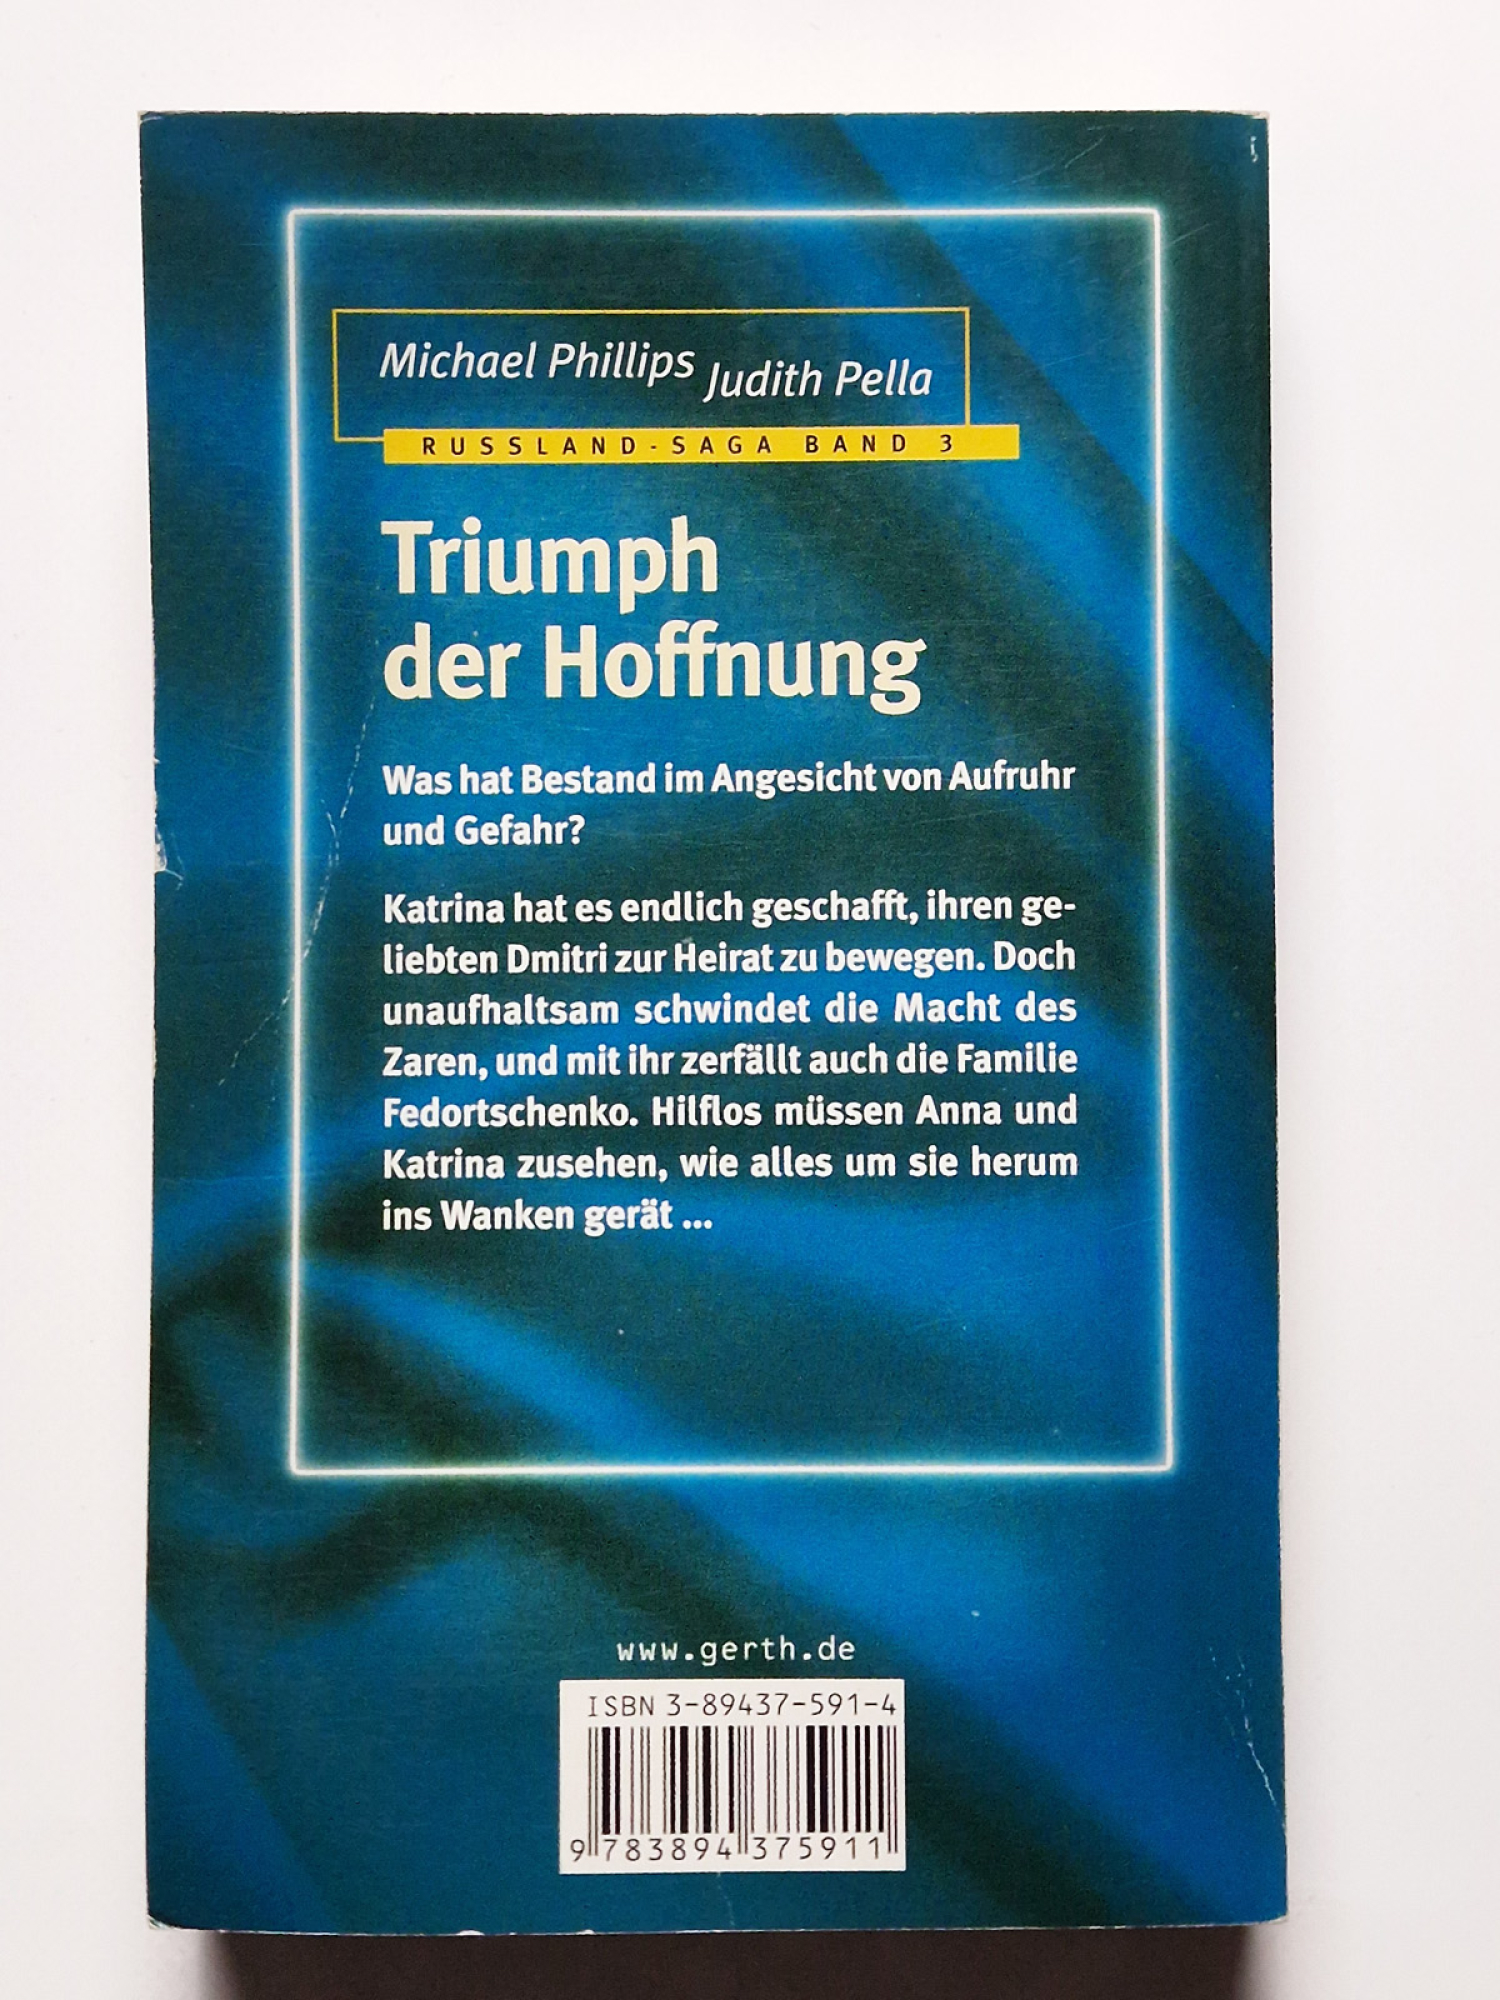 Michael Phillips Judith Pella
RUSSLAND-SAGA BAND 3
Triumph
der Hoffnung
Was hat Bestand im Angesicht von Aufruhr
und Gefahr?
Katrina hat es endlich geschafft, ihren ge-
liebten Dmitri zur Heirat zu bewegen. Doch
unaufhaltsam schwindet die Macht des
Zaren, und mit ihr zerfällt auch die Familie
Fedortschenko. Hilflos müssen Anna und
Katrina zusehen, wie alles um sie herum
ins Wanken gerät ...
www.gerth.de
ISBN 3-89437-591-4
9 783894 375911